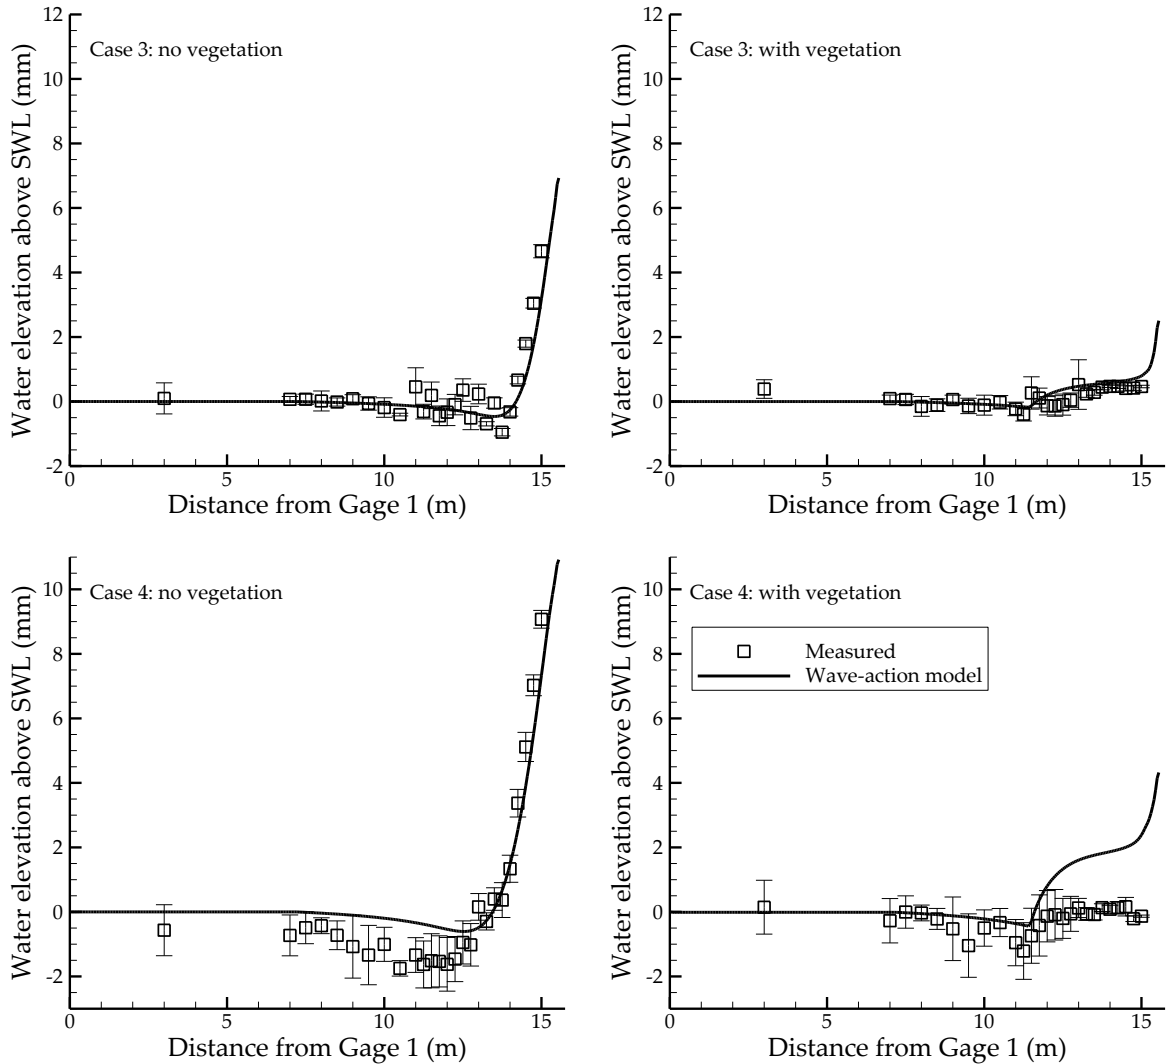 12
10
8
6
4
2
0
-2
Water elevation above SWL (mm)
Case 3: no vegetation
0 5 10 15
Distance from Gage 1 (m)
12
10
8
6
4
2
0
-2
Water elevation above SWL (mm)
Case 3: with vegetation
0 5 10 15
Distance from Gage 1 (m)
10
8
6
4
2
0
-2
Water elevation above SWL (mm)
Case 4: no vegetation
0 5 10 15
Distance from Gage 1 (m)
10
8
6
4
2
0
-2
Water elevation above SWL (mm)
Case 4: with vegetation
Measured
Wave-action model
0 5 10 15
Distance from Gage 1 (m)